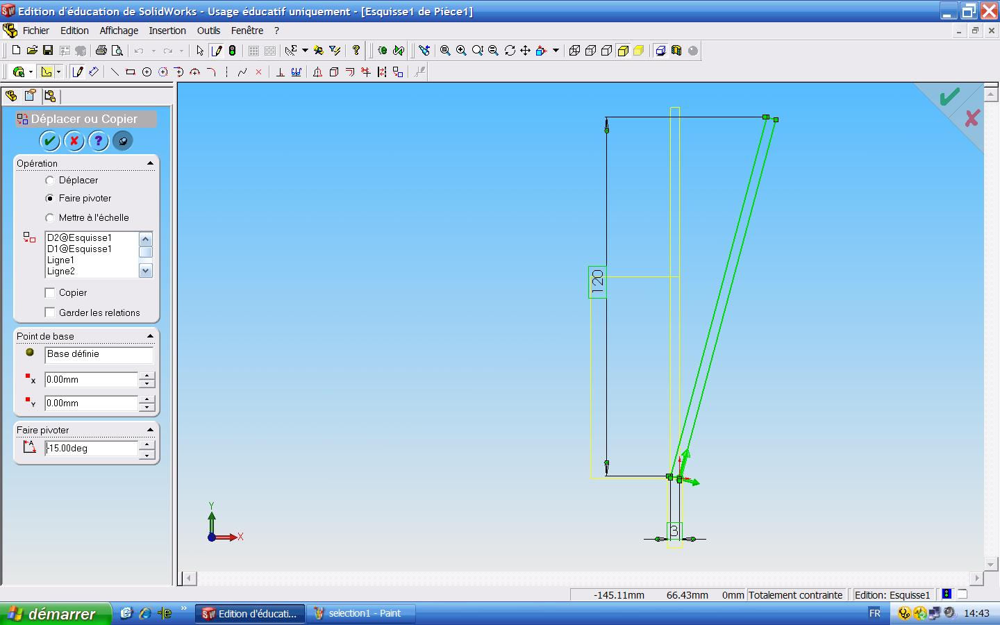 Edition d'éducation de SolidWorks - Usage éducatif uniquement - [Esquisse1 de Pièce1]
Fichier Edition Affichage Insertion Outils Fenêtre ?
Déplacer ou Copier
Opération
Déplacer
Faire pivoter
Mettre à l'échelle
D2@Esquisse1
D1@Esquisse1
Ligne1
Ligne2
Copier
Garder les relations
Point de base
Base définie
X 0.00mm
Y 0.00mm
Faire pivoter
A -15.00deg
120
3
Y
X
-145.11mm 66.43mm 0mm Totalement contrainte Edition: Esquisse1
démarrer Edition d'éducati... selection1 - Paint FR 14:43